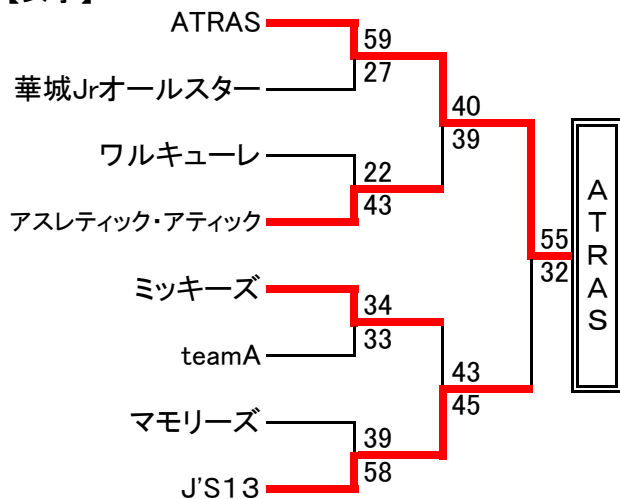 ATRAS
59
27
華城Jrオールスター
40
39
ワルキューレ
22
43
アスレティック・アティック
55
32
ATRAS
ミッキーズ
34
33
teamA
43
45
マモリーズ
39
58
J'S13